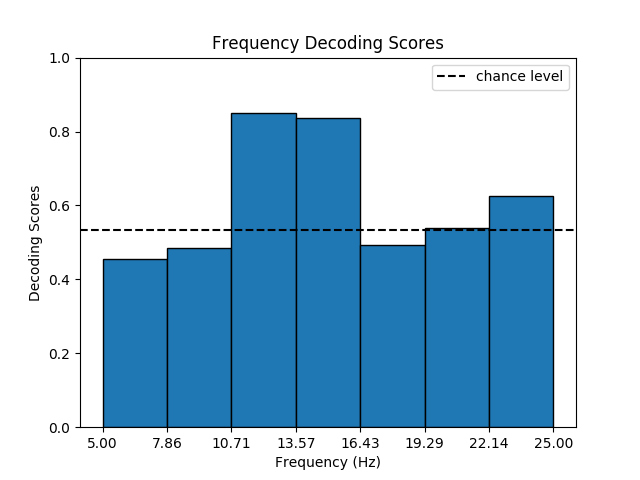 Frequency Decoding Scores
chance level
1.0
0.8
0.6
0.4
0.2
0.0
Decoding Scores
5.00 7.86 10.71 13.57 16.43 19.29 22.14 25.00
Frequency (Hz)